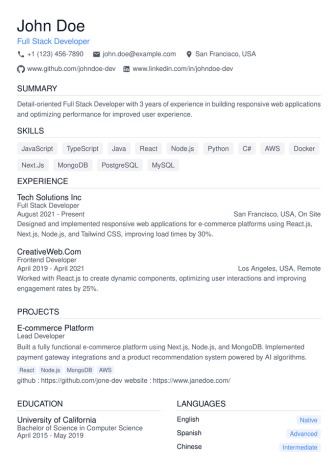 John Doe
Full Stack Developer
+1 (123) 456-7890 john.doe@example.com San Francisco, USA
www.github.com/johndoe-dev www.linkedin.com/in/johndoe-dev
SUMMARY
Detail-oriented Full Stack Developer with 3 years of experience in building responsive web applications
and optimizing performance for improved user experience.
SKILLS
JavaScript TypeScript Java React Node.js Python C# AWS Docker
Next.Js MongoDB PostgreSQL MySQL
EXPERIENCE
Tech Solutions Inc
Full Stack Developer
August 2021 - Present San Francisco, USA, On Site
Designed and implemented responsive web applications for e-commerce platforms using React.js,
Next.js, Node.js, and Tailwind CSS, improving load times by 30%.
CreativeWeb.Com
Frontend Developer
April 2019 - April 2021 Los Angeles, USA, Remote
Worked with React.js to create dynamic components, optimizing user interactions and improving
engagement rates by 25%.
PROJECTS
E-commerce Platform
Lead Developer
Built a fully functional e-commerce platform using Next.js, Node.js, and MongoDB. Implemented
payment gateway integrations and a product recommendation system powered by AI algorithms.
React Node.js MongoDB AWS
github : https://github.com/jone-dev website : https://www.janedoe.com/
EDUCATION
University of California
Bachelor of Science in Computer Science
April 2015 - May 2019
LANGUAGES
English Native
Spanish Advanced
Chinese Intermediate